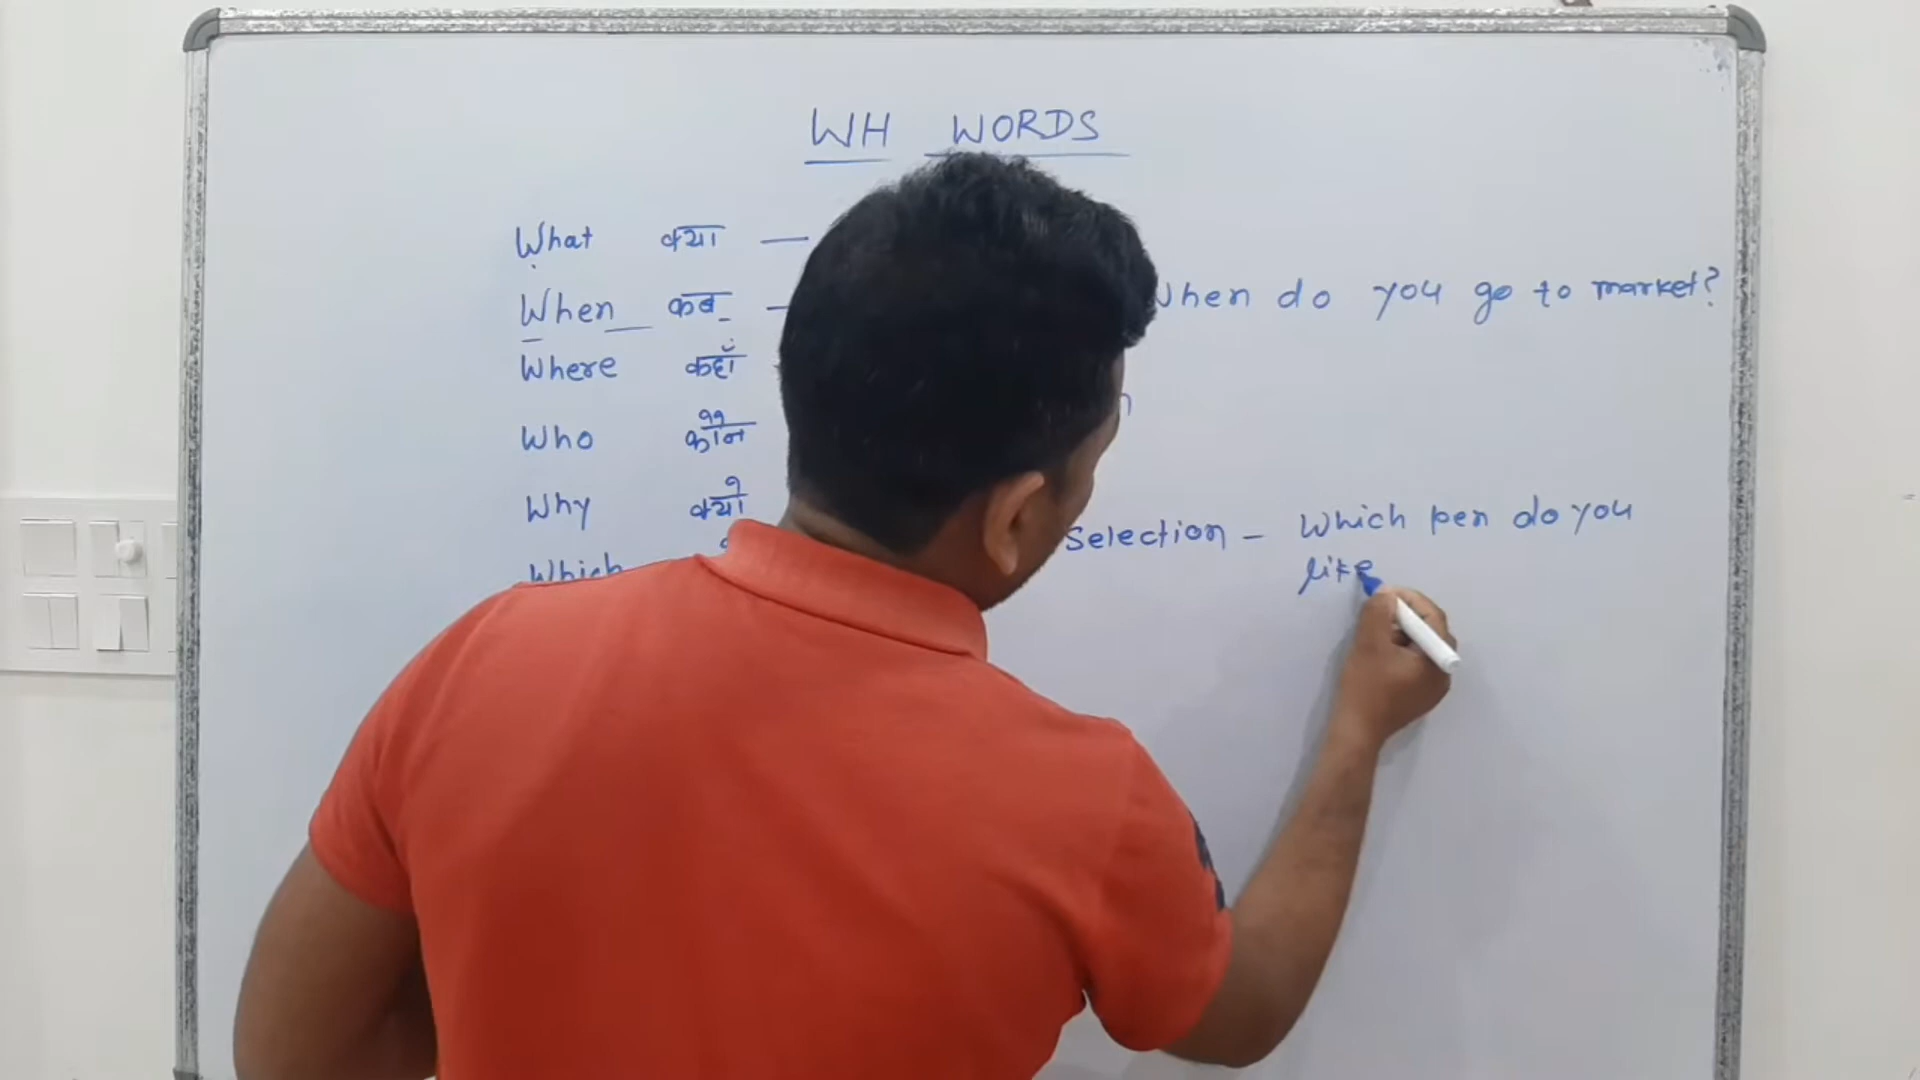 WH WORDS
What क्या —
When कब - When do you go to market?
Where कहाँ
Who कौन
Why क्यो
Which Selection - Which pen do you
like